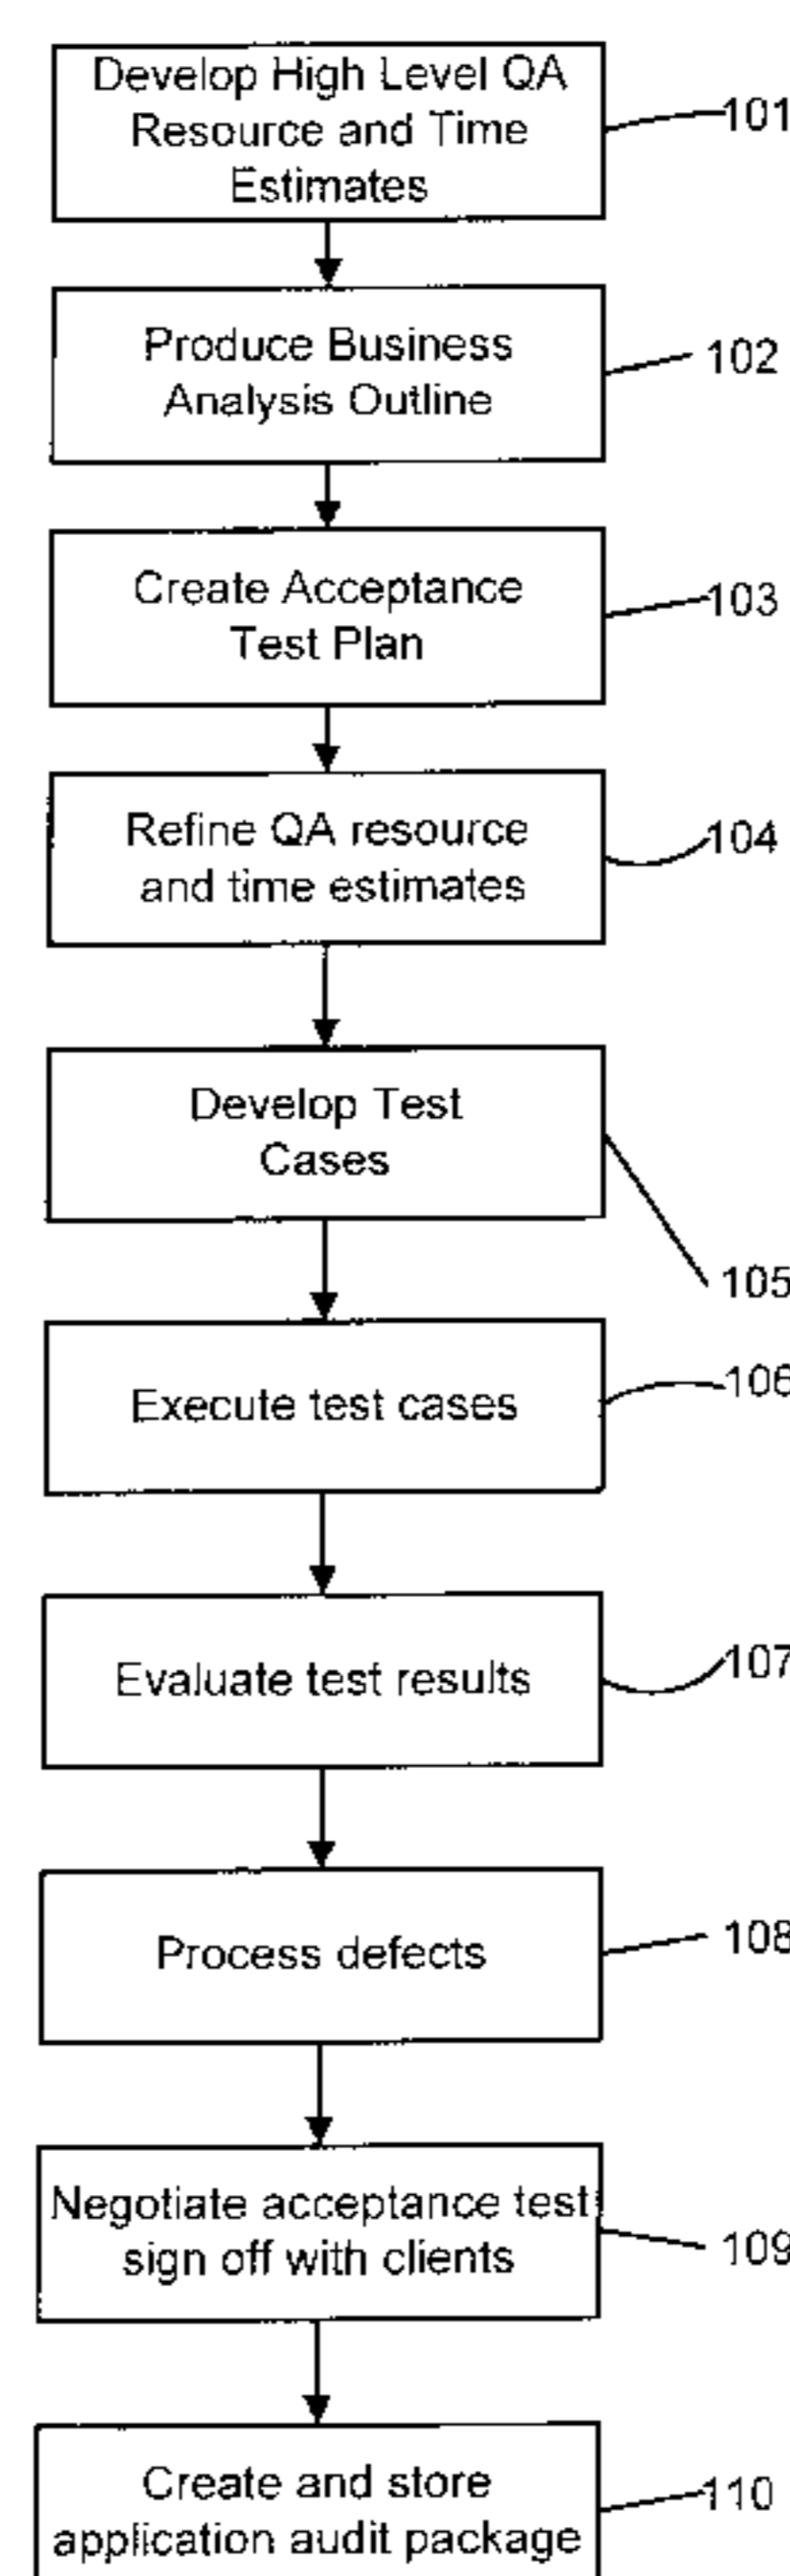 Develop High Level QA
Resource and Time
Estimates
101
Produce Business
Analysis Outline
102
Create Acceptance
Test Plan
103
Refine QA resource
and time estimates
104
Develop Test
Cases
105
Execute test cases
106
Evaluate test results
107
Process defects
108
Negotiate acceptance test
sign off with clients
109
Create and store
application audit package
110